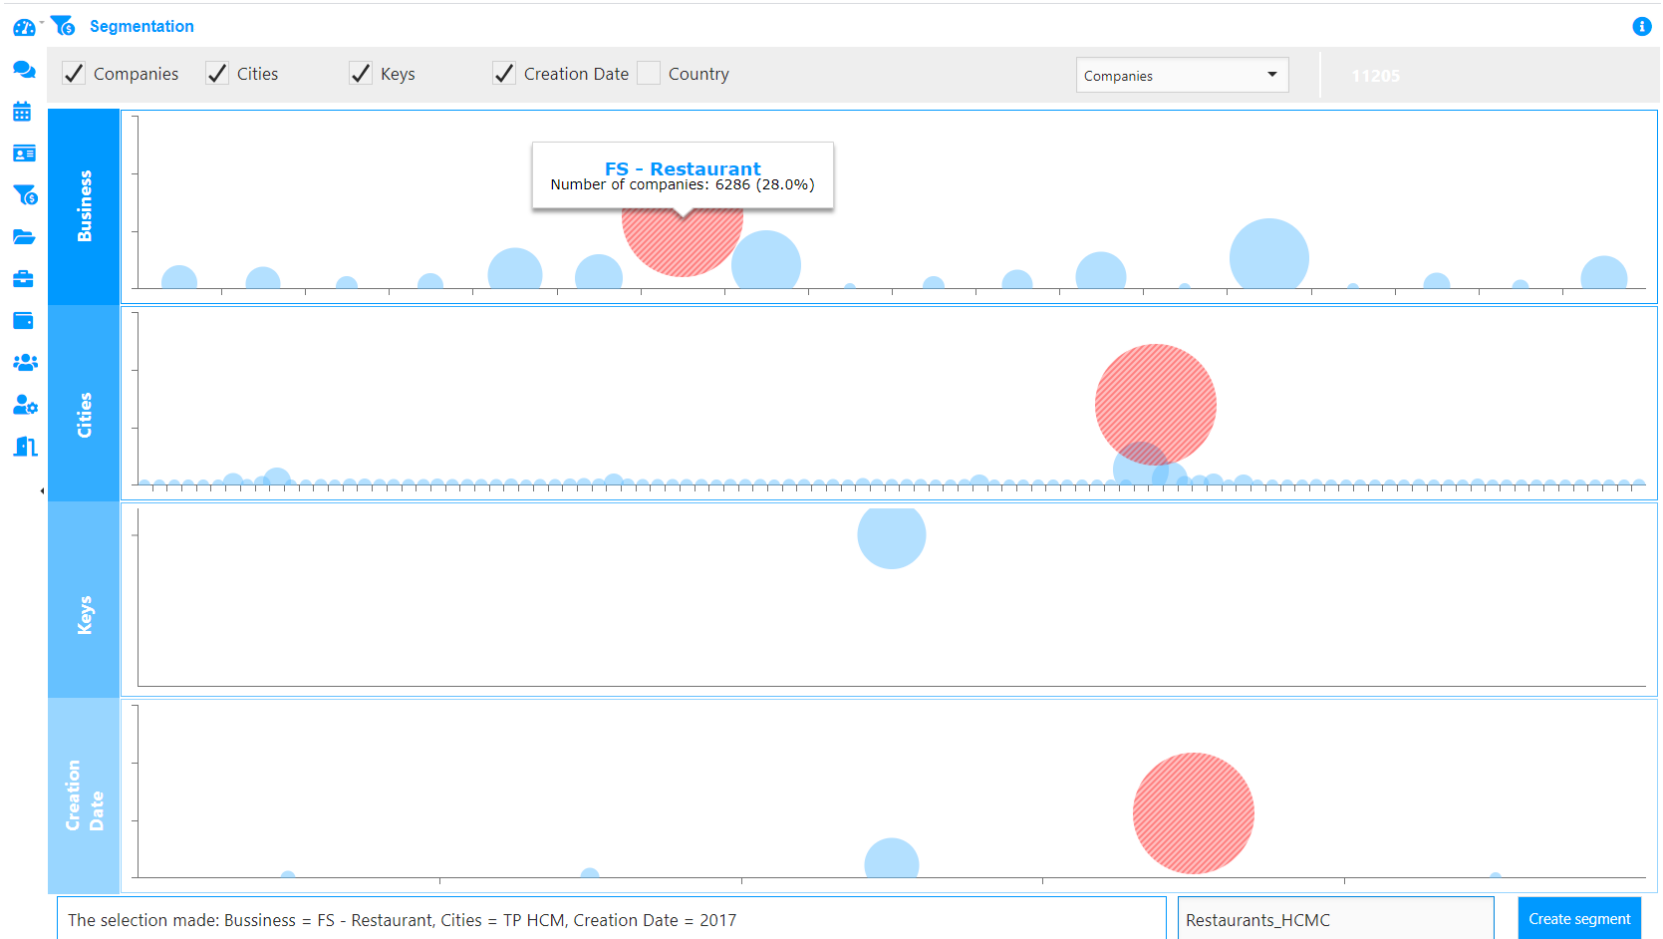 Segmentation
Companies Cities Keys Creation Date Country Companies 11205
Business
FS - Restaurant
Number of companies: 6286 (28.0%)
Cities
Keys
Creation
Date
The selection made: Bussiness = FS - Restaurant, Cities = TP HCM, Creation Date = 2017 Restaurants_HCMC Create segment